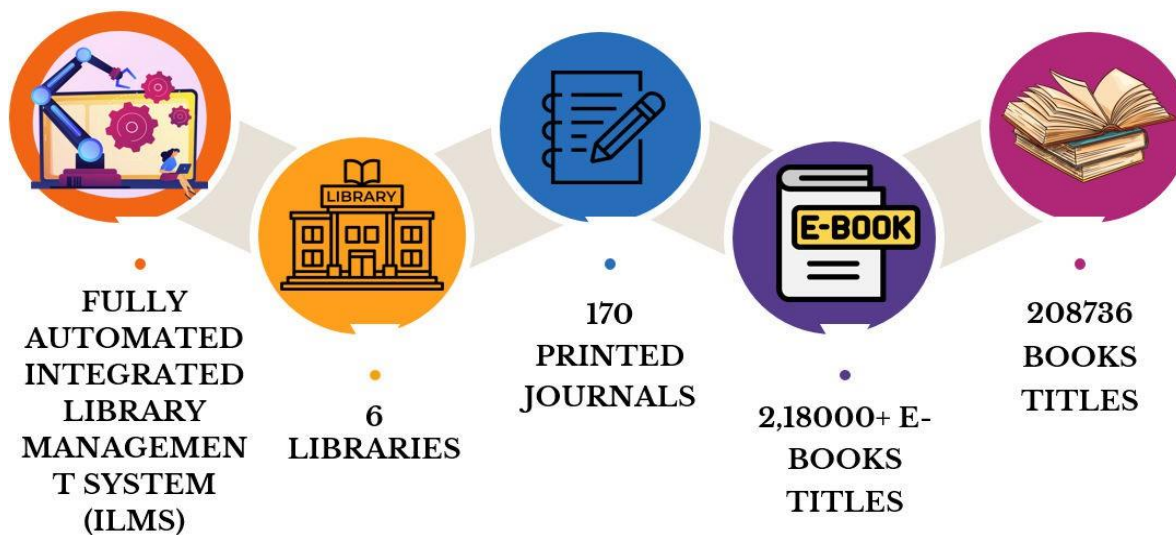 FULLY
AUTOMATED
INTEGRATED
LIBRARY
MANAGEMEN
T SYSTEM
(ILMS)
LIBRARY
6
LIBRARIES
170
PRINTED
JOURNALS
E-BOOK
2,18000+ E-
BOOKS
TITLES
208736
BOOKS
TITLES